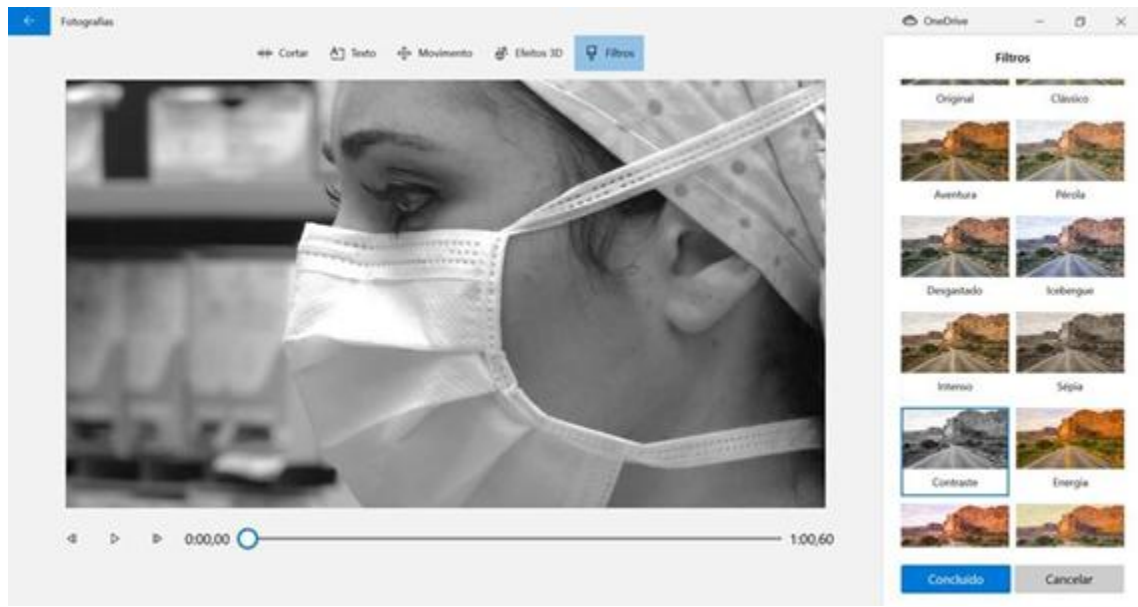 Fotografias
OneDrive
Cortar Texto Movimento Efeitos 3D Filtros
Filtros
Original Clássico
Aventura Pérola
Desgastado Icebergue
Intenso Sépia
Contraste Energia
0:00,00 1:00,60
Concluído Cancelar